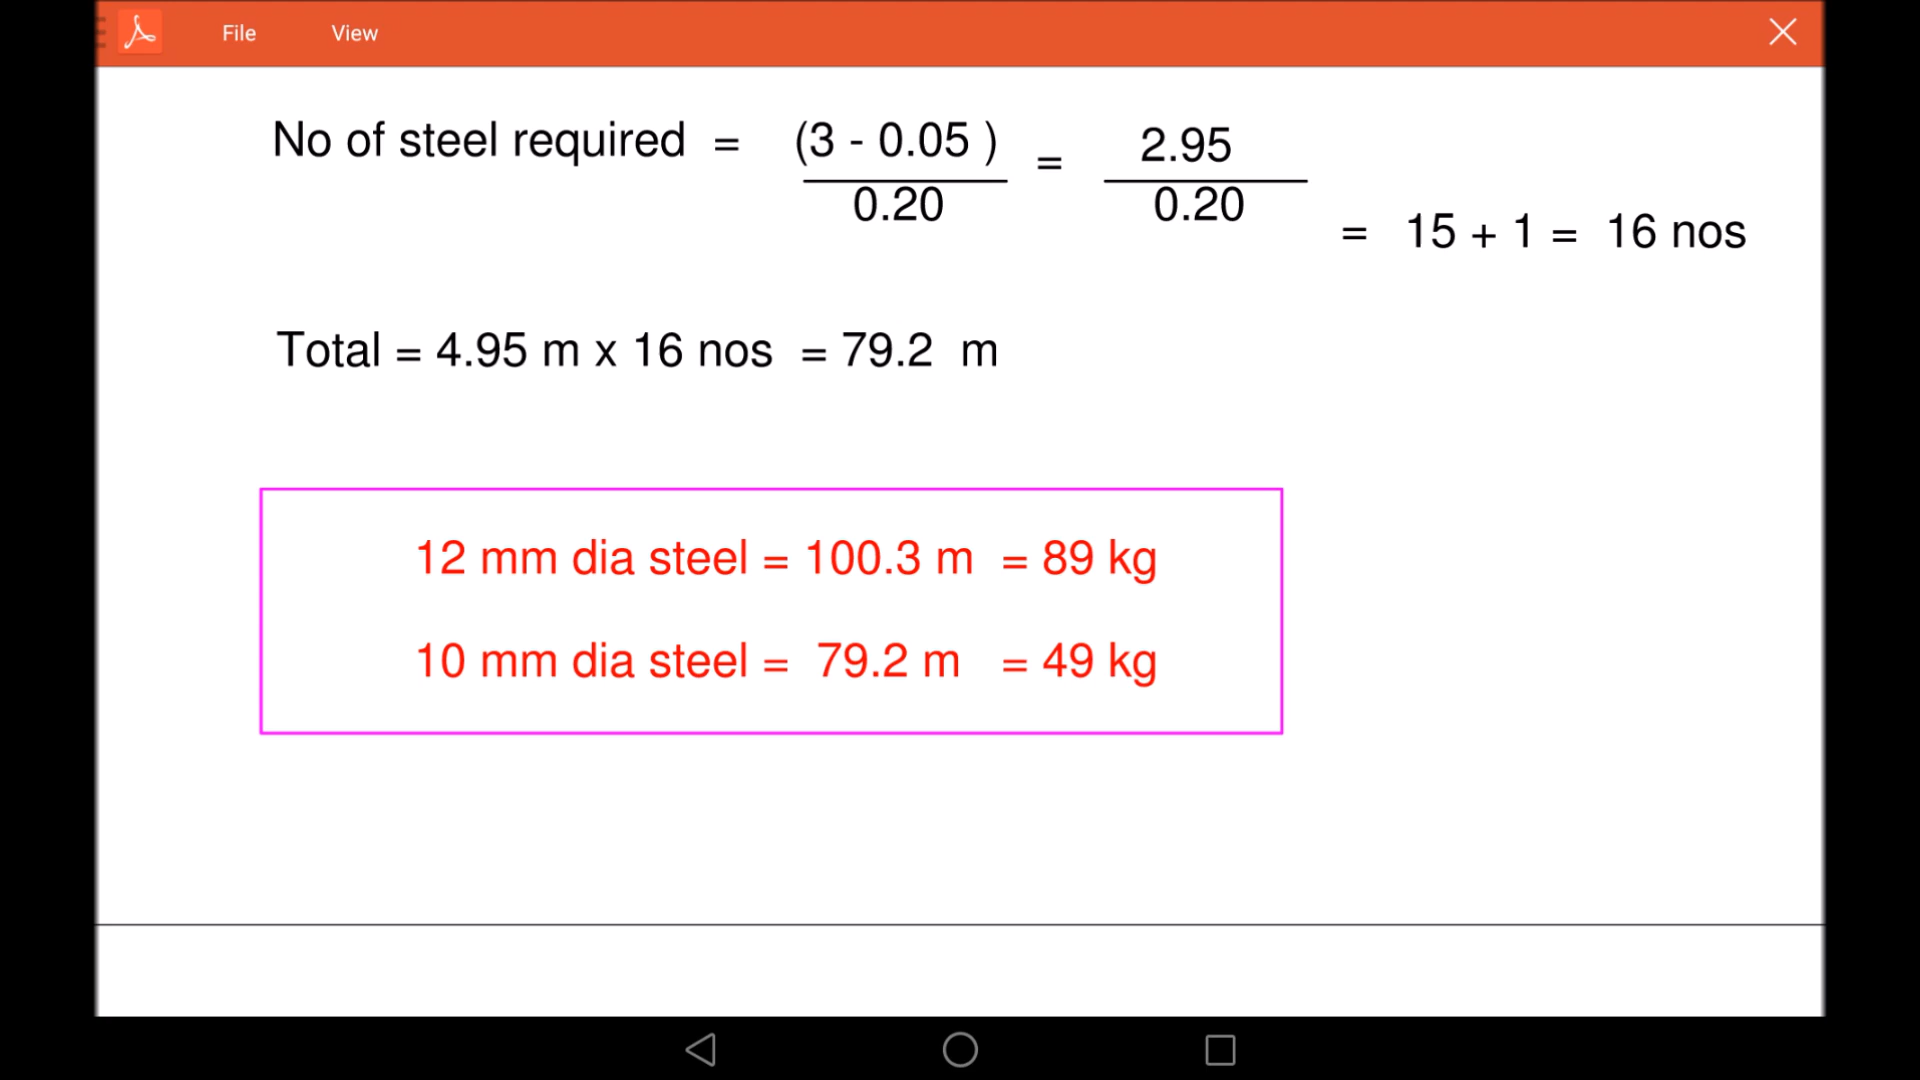 File View
No of steel required = (3 - 0.05 ) = 2.95
0.20 0.20
= 15 + 1 = 16 nos
Total = 4.95 m x 16 nos = 79.2 m
12 mm dia steel = 100.3 m = 89 kg
10 mm dia steel = 79.2 m = 49 kg